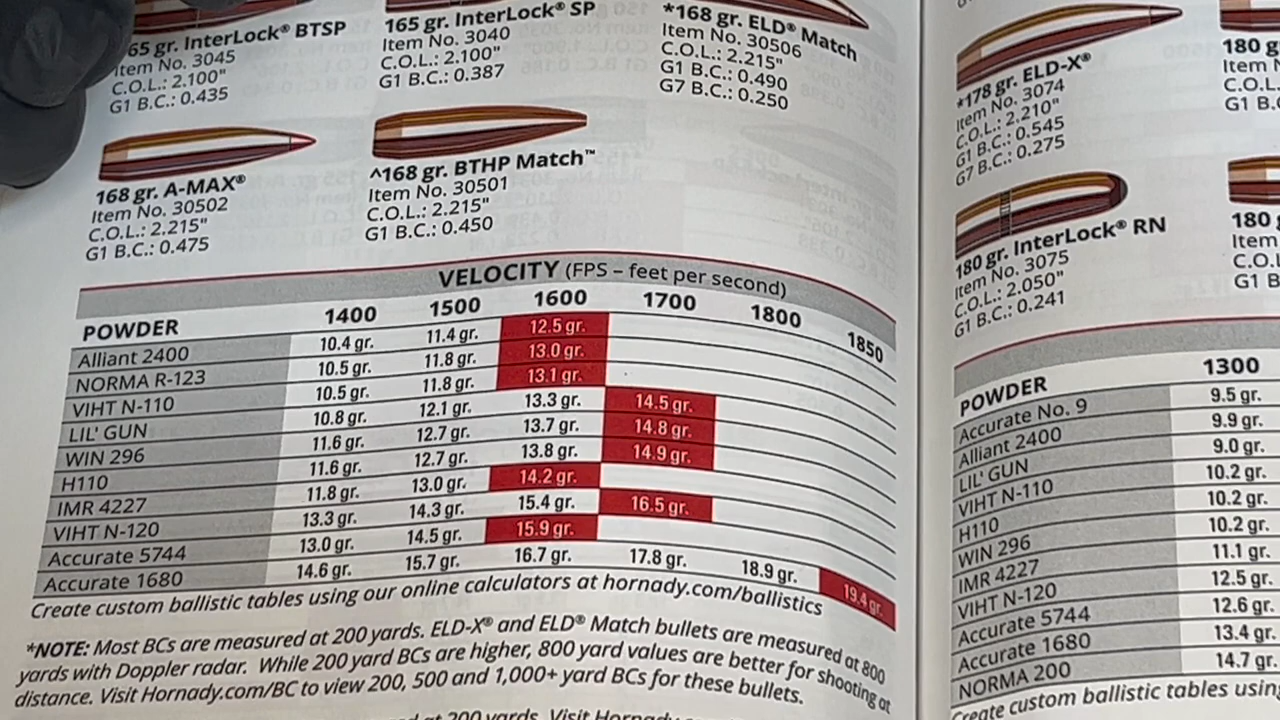 65 gr. InterLock® BTSP
Item No. 3045
C.O.L.: 2.100"
G1 B.C.: 0.435
165 gr. InterLock® SP
Item No. 3040
C.O.L.: 2.100"
G1 B.C.: 0.387
*168 gr. ELD® Match
Item No. 30506
C.O.L.: 2.215"
G1 B.C.: 0.490
G7 B.C.: 0.250
168 gr. A-MAX®
Item No. 30502
C.O.L.: 2.215"
G1 B.C.: 0.475
^168 gr. BTHP Match™
Item No. 30501
C.O.L.: 2.215"
G1 B.C.: 0.450
VELOCITY (FPS – feet per second)
POWDER 1400 1500 1600 1700 1800 1850
Alliant 2400 10.4 gr. 11.4 gr. 12.5 gr.
NORMA R-123 10.5 gr. 11.8 gr. 13.0 gr.
VIHT N-110 10.5 gr. 11.8 gr. 13.1 gr.
LIL' GUN 10.8 gr. 12.1 gr. 13.3 gr. 14.5 gr.
WIN 296 11.6 gr. 12.7 gr. 13.7 gr. 14.8 gr.
H110 11.6 gr. 12.7 gr. 13.8 gr. 14.9 gr.
IMR 4227 11.8 gr. 13.0 gr. 14.2 gr.
VIHT N-120 13.3 gr. 14.3 gr. 15.4 gr. 16.5 gr.
Accurate 5744 13.0 gr. 14.5 gr. 15.9 gr.
Accurate 1680 14.6 gr. 15.7 gr. 16.7 gr. 17.8 gr. 18.9 gr. 19.4 gr.
Create custom ballistic tables using our online calculators at hornady.com/ballistics
*NOTE: Most BCs are measured at 200 yards. ELD-X® and ELD® Match bullets are measured at 800
yards with Doppler radar. While 200 yard BCs are higher, 800 yard values are better for shooting at
distance. Visit Hornady.com/BC to view 200, 500 and 1,000+ yard BCs for these bullets.
at 200 yards. Visit
*178 gr. ELD-X®
Item No. 3074
C.O.L.: 2.210"
G1 B.C.: 0.545
G7 B.C.: 0.275
180 g
Item
C.O.L.
G1 B.C
180 gr. InterLock® RN
Item No. 3075
C.O.L.: 2.050"
G1 B.C.: 0.241
180
Item
C.O.L
G1 B
POWDER 1300
Accurate No. 9 9.5 gr.
Alliant 2400 9.9 gr.
LIL' GUN 9.0 gr.
VIHT N-110 10.2 gr.
H110 10.2 gr.
WIN 296 10.2 gr.
IMR 4227 11.1 gr.
VIHT N-120 12.5 gr.
Accurate 5744 12.6 gr.
Accurate 1680 13.4 gr.
NORMA 200 14.7 gr.
Create custom ballistic tables using